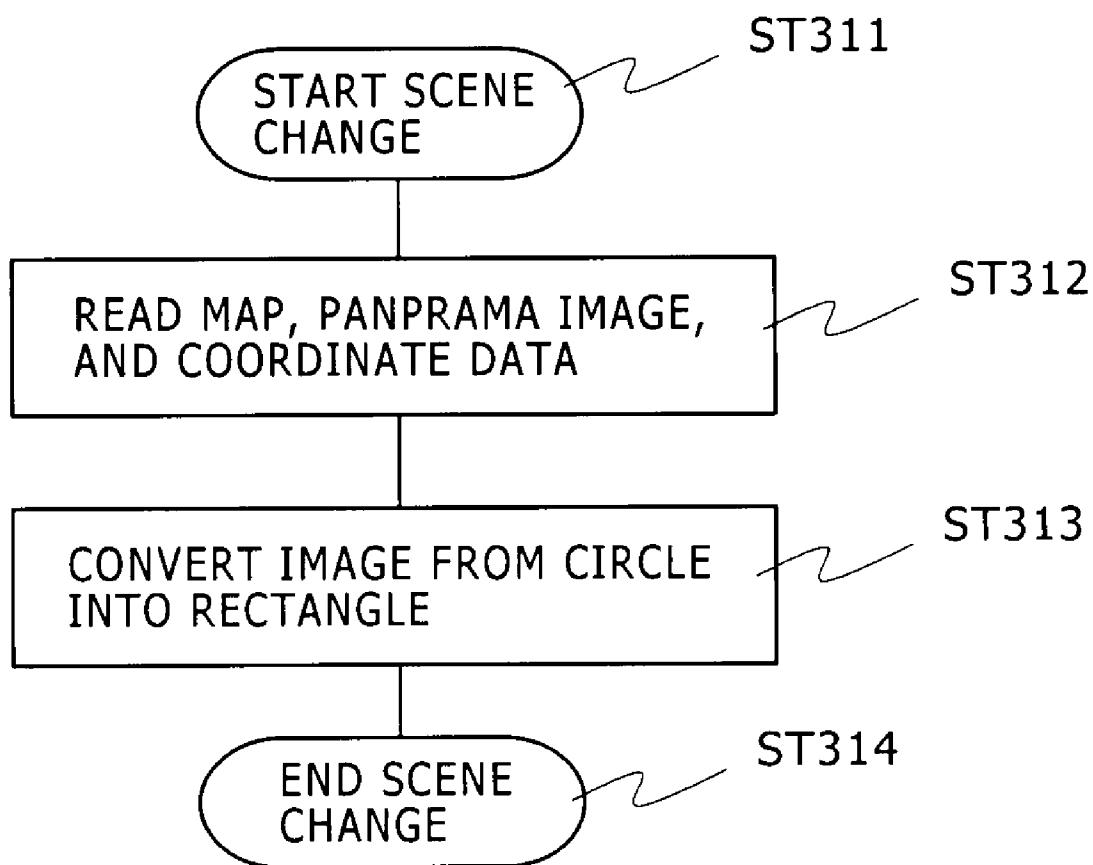 ST311
START SCENE
CHANGE
ST312
READ MAP, PANPRAMA IMAGE,
AND COORDINATE DATA
ST313
CONVERT IMAGE FROM CIRCLE
INTO RECTANGLE
ST314
END SCENE
CHANGE